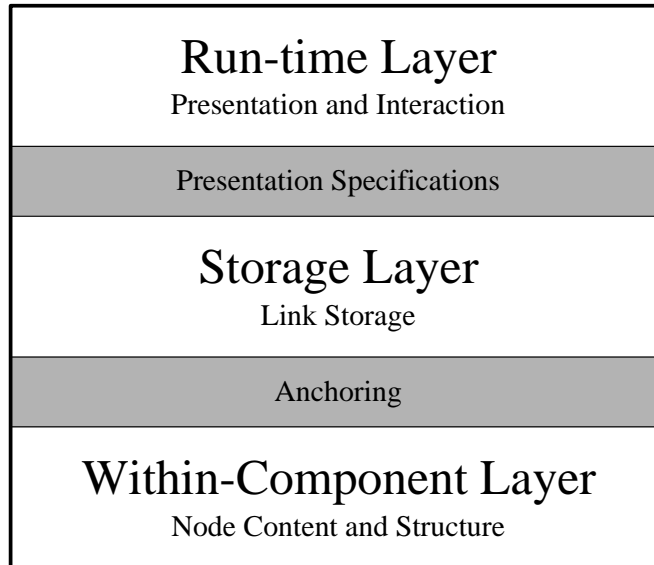 Run-time Layer
Presentation and Interaction
Presentation Specifications
Storage Layer
Link Storage
Anchoring
Within-Component Layer
Node Content and Structure